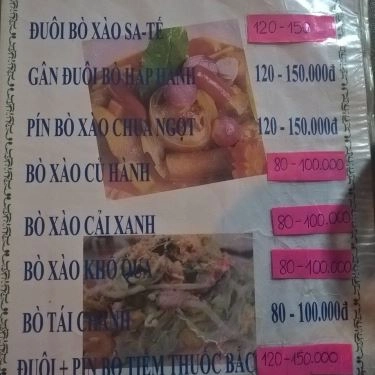 ĐUÔI BÒ XÀO SA-TẾ 120 - 150
GÂN ĐUÔI BÒ HẤP HÀNH 120 - 150.000đ
PÍN BÒ XÀO CHUA NGỌT 120 - 150.000đ
BÒ XÀO CỦ HÀNH 80 - 100.000
BÒ XÀO CẢI XANH 80 - 100.000
BÒ XÀO KHỔ QUA 80 - 100.000
BÒ TÁI CHANH 80 - 100.000đ
ĐUÔI + PÍN BÒ TIỀM THUỐC BẮC 120 - 150.000